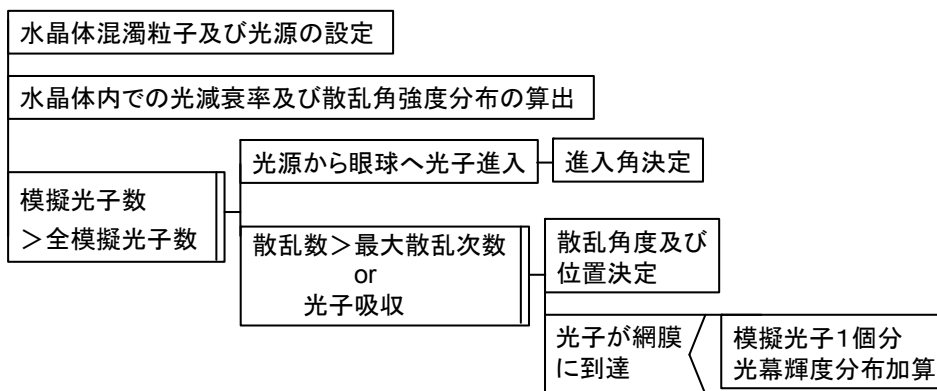 水晶体混濁粒子及び光源の設定
水晶体内での光減衰率及び散乱角強度分布の算出
模擬光子数
＞全模擬光子数
光源から眼球へ光子進入
進入角決定
散乱数＞最大散乱次数
or
光子吸収
散乱角度及び
位置決定
光子が網膜
に到達
模擬光子1個分
光幕輝度分布加算